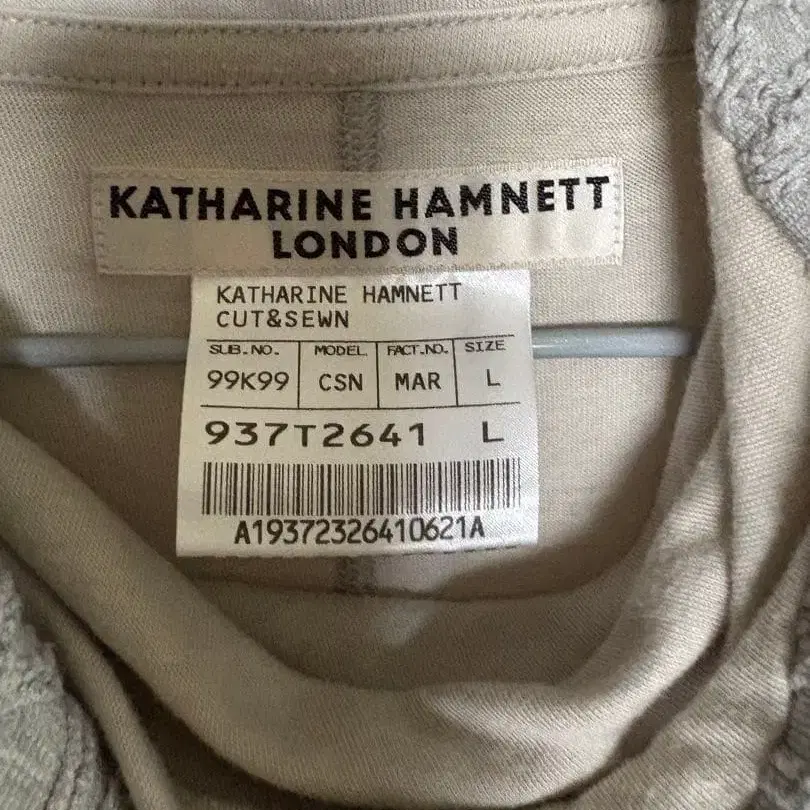 KATHARINE HAMNETT
LONDON
KATHARINE HAMNETT
CUT&SEWN
SUB.NO. MODEL FACT.NO. SIZE
99K99 CSN MAR L
937T2641 L
A19372326410621A